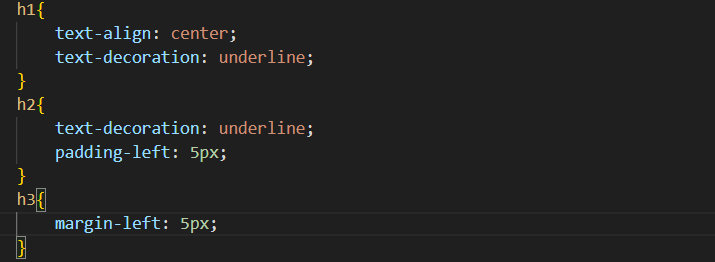 h1{
    text-align: center;
    text-decoration: underline;
}
h2{
    text-decoration: underline;
    padding-left: 5px;
}
h3{
    margin-left: 5px;
}